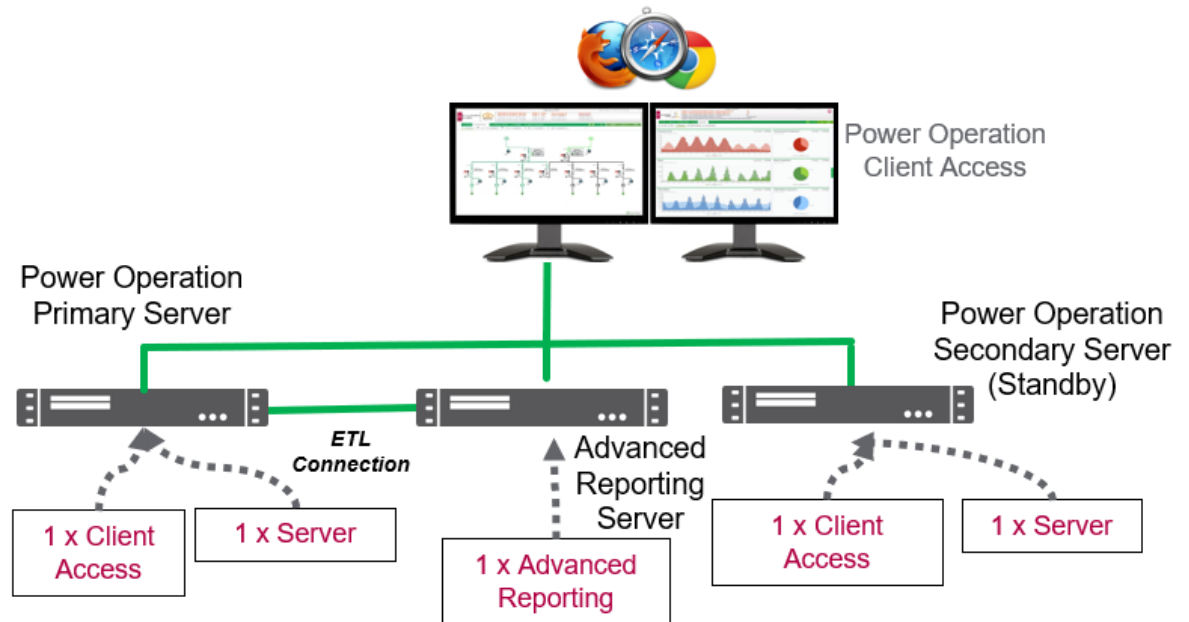 Power Operation
Client Access
Power Operation
Primary Server
Power Operation
Secondary Server
(Standby)
ETL
Connection
Advanced
Reporting
Server
1 x Client
Access
1 x Server
1 x Advanced
Reporting
1 x Client
Access
1 x Server